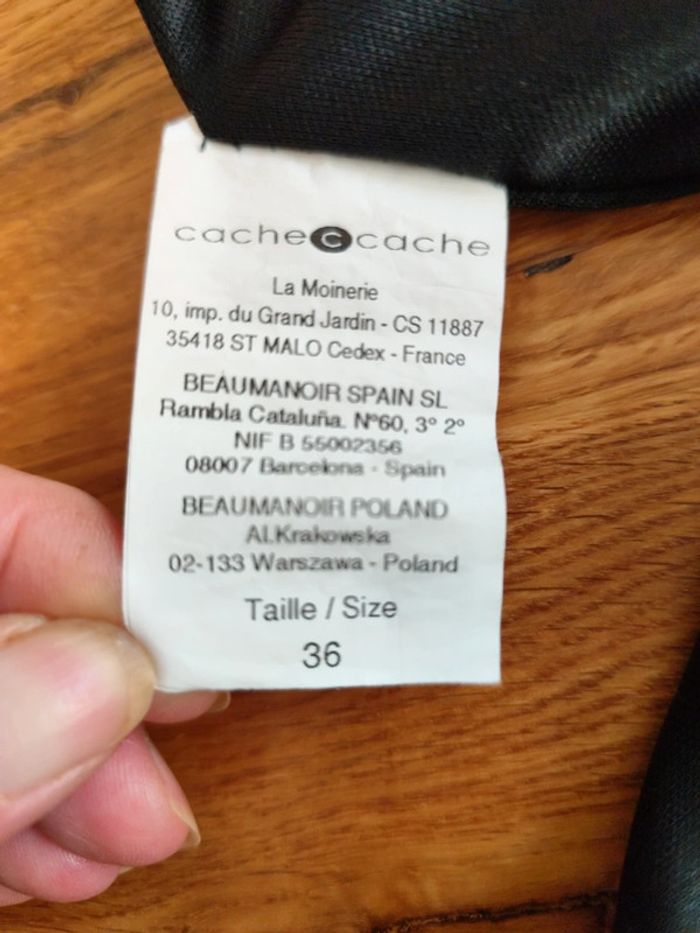 cache c cache
La Moinerie
10, imp. du Grand Jardin - CS 11887
35418 ST MALO Cedex - France
BEAUMANOIR SPAIN SL
Rambla Cataluña. Nº60, 3º 2º
NIF B 55002356
08007 Barcelona - Spain
BEAUMANOIR POLAND
Al.Krakowska
02-133 Warszawa - Poland
Taille / Size
36